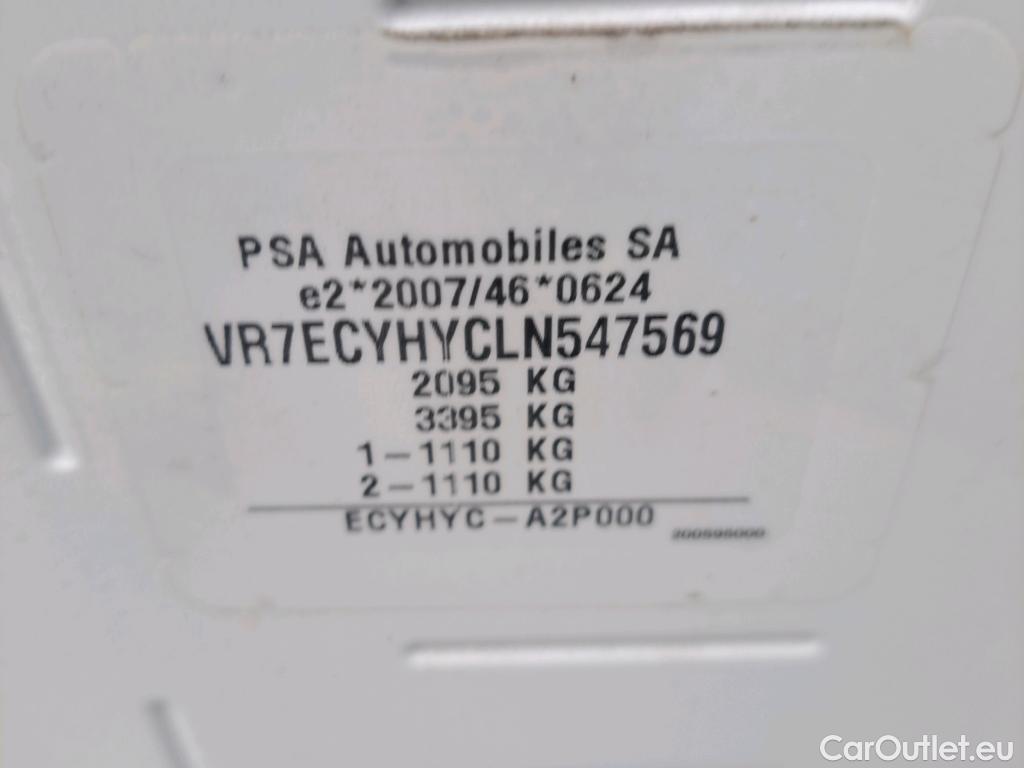 PSA Automobiles SA
e2*2007/46*0624
VR7ECYHYCLN547569
2095 KG
3395 KG
1-1110 KG
2-1110 KG
ECYHYC-A2P000
200595000
CarOutlet.eu